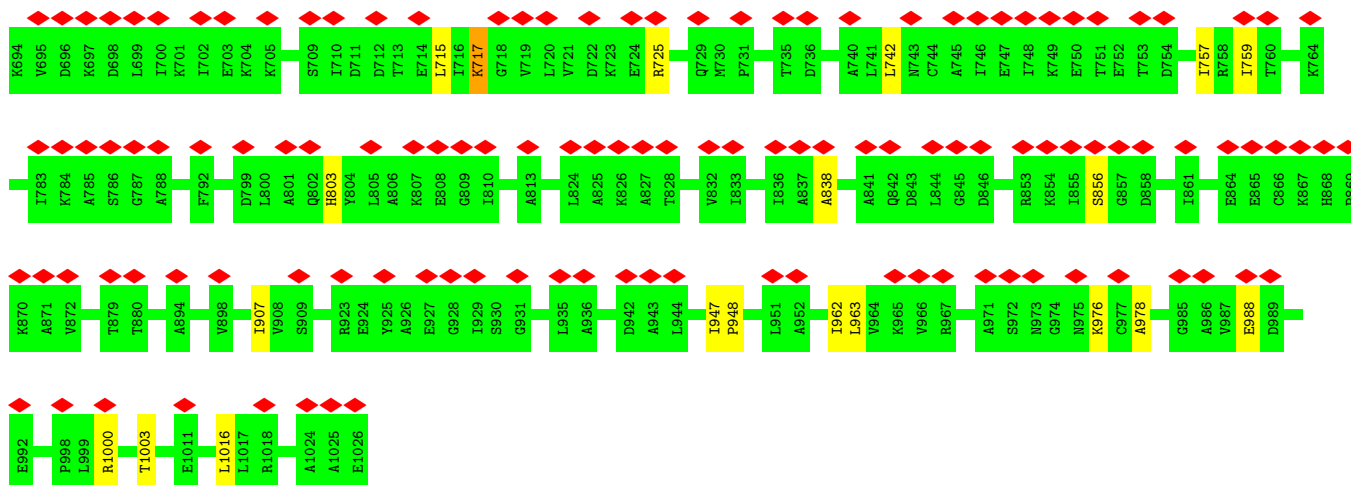 K694 V695 D696 K697 D698 L699 I700 K701 I702 E703 K704 K705 S709 I710 D711 D712 T713 E714 L715 I716 K717 G718 V719 L720 V721 D722 K723 E724 R725 Q729 M730 P731 T735 D736 A740 L741 L742 N743 C744 A745 I746 E747 I748 K749 E750 T751 E752 T753 D754 I757 R758 I759 T760 K764
I783 K784 A785 S786 G787 A788 F792 D799 L800 A801 Q802 H803 Y804 L805 A806 K807 E808 G809 I810 A813 L824 A825 K826 A827 T828 V832 I833 I836 A837 A838 A841 Q842 D843 L844 G845 D846 R853 K854 I855 S856 G857 D858 I861 E864 E865 C866 K867 H868
K870 A871 V872 T879 T880 A894 V898 I907 V908 S909 R923 E924 Y925 A926 E927 G928 I929 S930 G931 L935 A936 D942 A943 L944 I947 P948 L951 A952 I962 L963 V964 K965 V966 R967 A971 S972 N973 G974 N975 K976 C977 A978 G985 A986 V987 E988 D989
E992 P998 L999 R1000 T1003 E1011 L1016 L1017 R1018 A1024 A1025 E1026